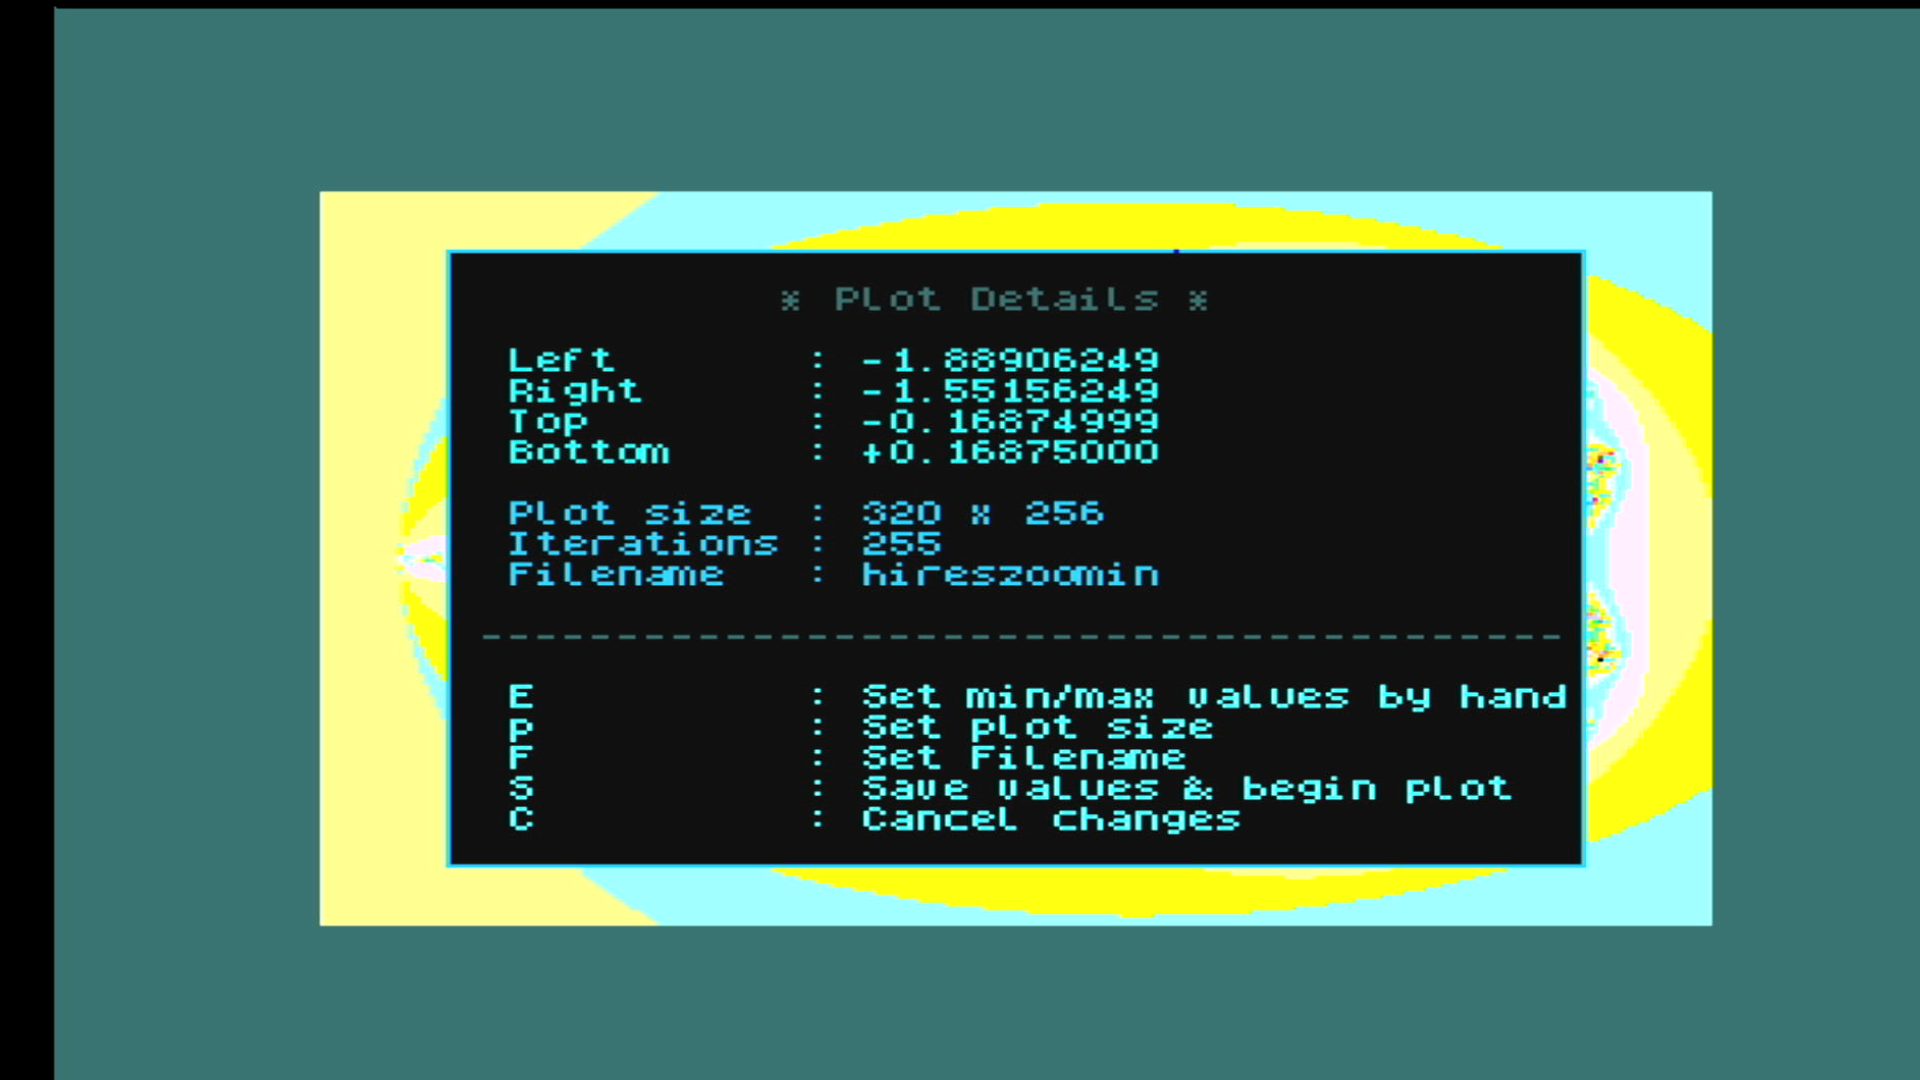 * Plot Details *
Left : -1.88906249
Right : -1.55156249
Top : -0.16874999
Bottom : +0.16875000
Plot size : 320 x 256
Iterations : 255
Filename : hireszoomin
----------------------------------------
E : Set min/max values by hand
P : Set plot size
F : Set Filename
S : Save values & begin plot
C : Cancel changes